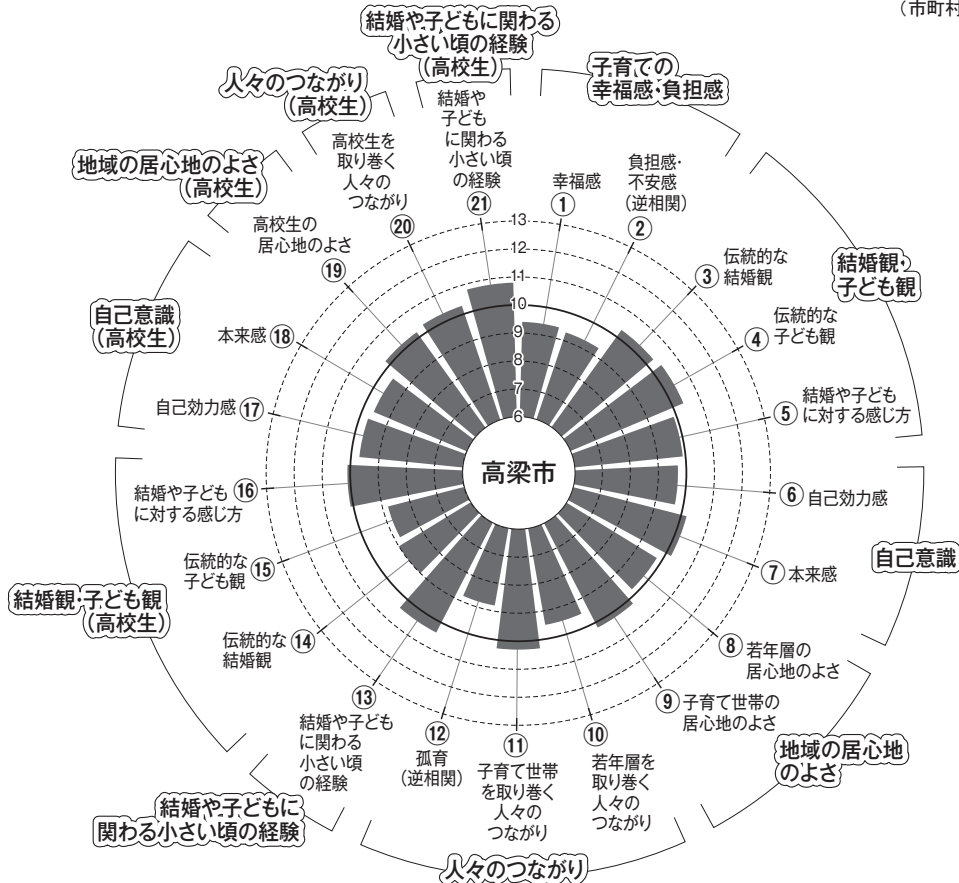 （市町村
結婚や子どもに関わる
小さい頃の経験
（高校生）
子育ての
幸福感・負担感
人々のつながり
（高校生）
地域の居心地のよさ
（高校生）
自己意識
（高校生）
結婚観・
子ども観
自己意識
地域の居心地
のよさ
人々のつながり
結婚や子どもに
関わる小さい頃の経験
結婚観・子ども観
（高校生）
幸福感
①
負担感・
不安感
（逆相関）
②
③ 伝統的な
結婚観
④ 伝統的な
子ども観
⑤ 結婚や子ども
に対する感じ方
⑥ 自己効力感
⑦ 本来感
⑧ 若年層の
居心地のよさ
⑨ 子育て世帯の
居心地のよさ
⑩
若年層を
取り巻く
人々の
つながり
⑪
子育て世帯
を取り巻く
人々の
つながり
⑫
孤育
（逆相関）
⑬
結婚や子ども
に関わる
小さい頃
の経験
伝統的な ⑭
結婚観
伝統的な
子ども観 ⑮
結婚や子ども ⑯
に対する感じ方
自己効力感 ⑰
本来感 ⑱
高校生の
居心地のよさ
⑲
高校生を
取り巻く
人々の
つながり
⑳
結婚や
子ども
に関わる
小さい頃
の経験
㉑
13
12
11
10
9
8
7
6
高梁市